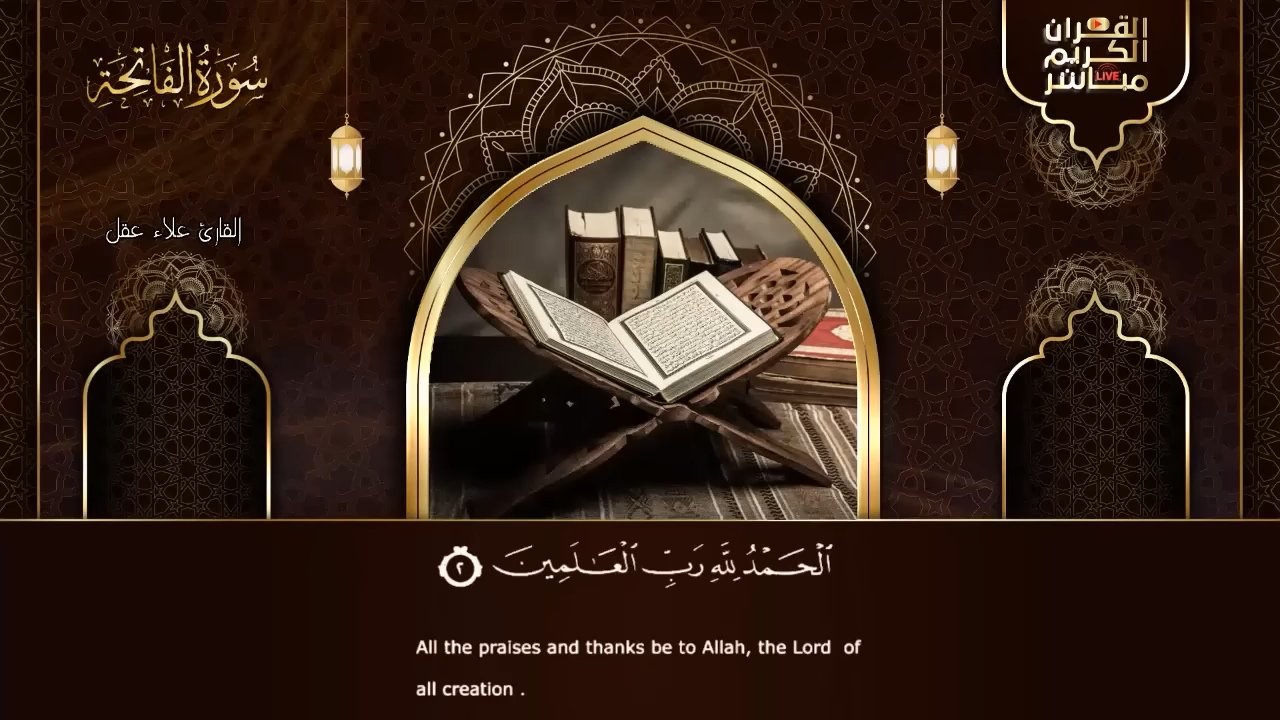 سُورَةُ الفَاتِحَةِ
القرآن
الكريم
مباشر
LIVE
القارئ علاء عقل
ٱلْحَمْدُ لِلَّهِ رَبِّ ٱلْعَـٰلَمِينَ ٢
All the praises and thanks be to Allah, the Lord of
all creation .